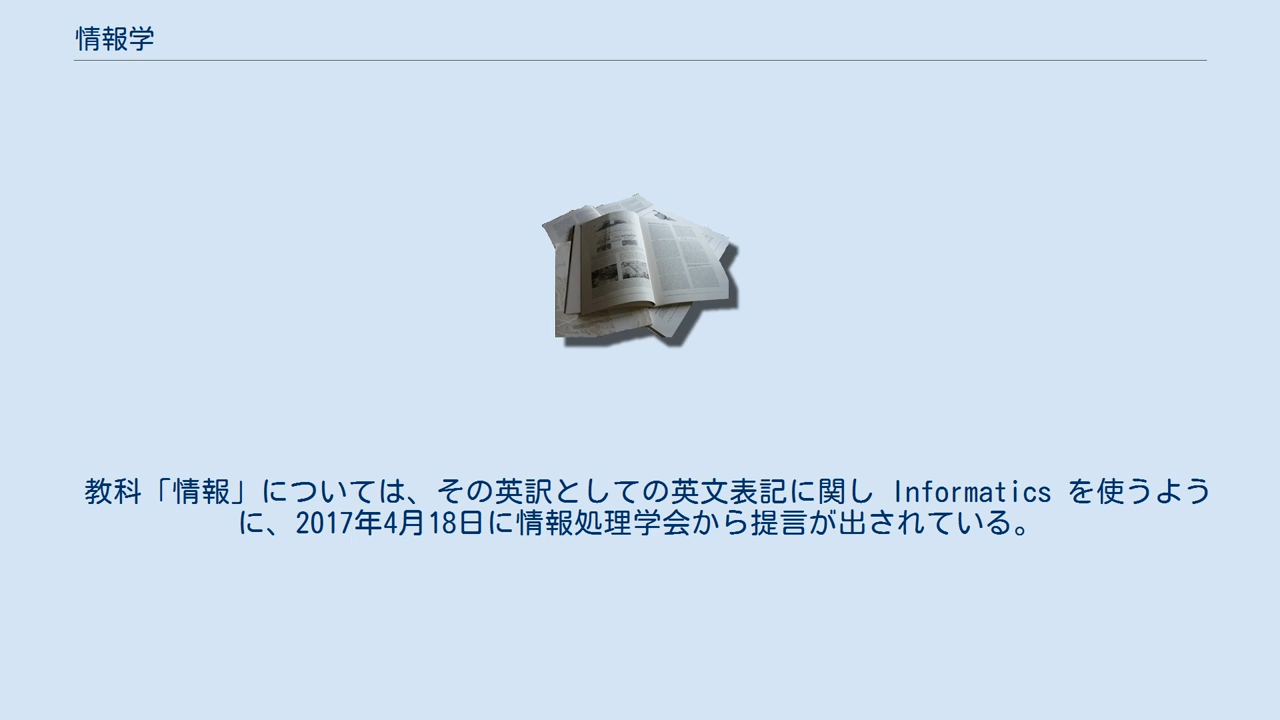 情報学
教科「情報」については、その英訳としての英文表記に関し Informatics を使うよう
に、2017年4月18日に情報処理学会から提言が出されている。